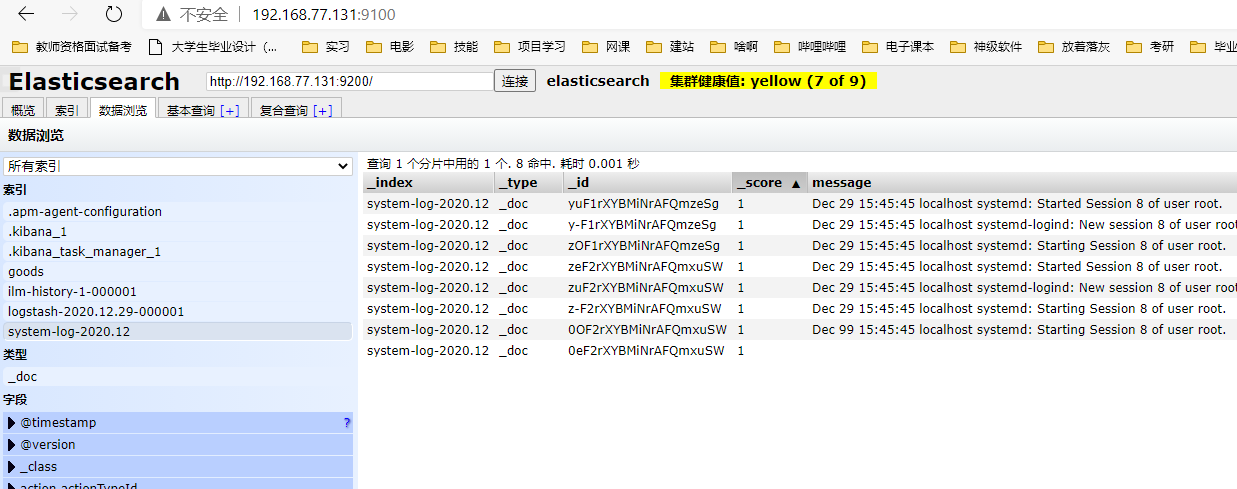 不安全 192.168.77.131:9100
教师资格面试备考 大学生毕业设计（... 实习 电影 技能 项目学习 网课 建站 啥啊 哔哩哔哩 电子课本 神级软件 放着落灰 考研 毕业
Elasticsearch http://192.168.77.131:9200/ 连接 elasticsearch 集群健康值: yellow (7 of 9)
概览 索引 数据浏览 基本查询 [+] 复合查询 [+]
数据浏览
所有索引
索引
.apm-agent-configuration
.kibana_1
.kibana_task_manager_1
goods
ilm-history-1-000001
logstash-2020.12.29-000001
system-log-2020.12
类型
_doc
字段
@timestamp ?
@version
_class
action.actionTypeId
查询 1 个分片中用的 1 个. 8 命中. 耗时 0.001 秒
_index _type _id _score ▲ message
system-log-2020.12 _doc yuF1rXYBMiNrAFQmzeSg 1 Dec 29 15:45:45 localhost systemd: Started Session 8 of user root.
system-log-2020.12 _doc y-F1rXYBMiNrAFQmzeSg 1 Dec 29 15:45:45 localhost systemd-logind: New session 8 of user root
system-log-2020.12 _doc zOF1rXYBMiNrAFQmzeSg 1 Dec 29 15:45:45 localhost systemd: Starting Session 8 of user root.
system-log-2020.12 _doc zeF2rXYBMiNrAFQmxuSW 1 Dec 29 15:45:45 localhost systemd: Started Session 8 of user root.
system-log-2020.12 _doc zuF2rXYBMiNrAFQmxuSW 1 Dec 29 15:45:45 localhost systemd-logind: New session 8 of user root
system-log-2020.12 _doc z-F2rXYBMiNrAFQmxuSW 1 Dec 29 15:45:45 localhost systemd: Starting Session 8 of user root.
system-log-2020.12 _doc 0OF2rXYBMiNrAFQmxuSW 1 Dec 99 15:45:45 localhost systemd: Starting Session 8 of user root.
system-log-2020.12 _doc 0eF2rXYBMiNrAFQmxuSW 1